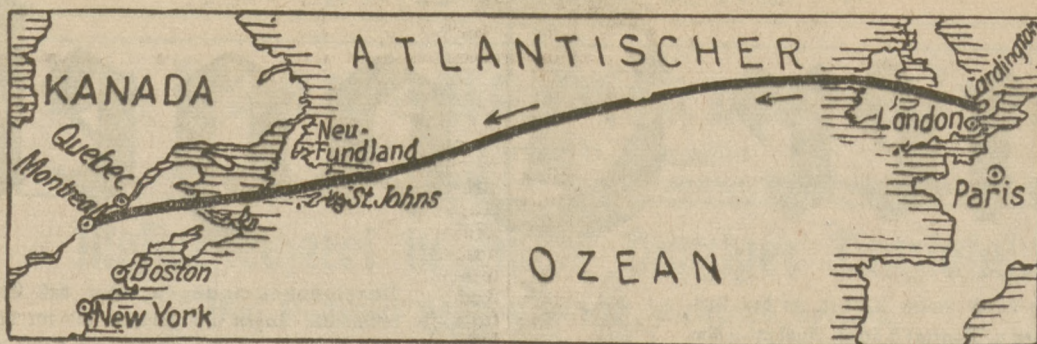 ATLANTISCHER
KANADA
Cardington
London
Neu-
Fundland
Quebec
Montreal
St. Johns
Paris
OZEAN
Boston
New York